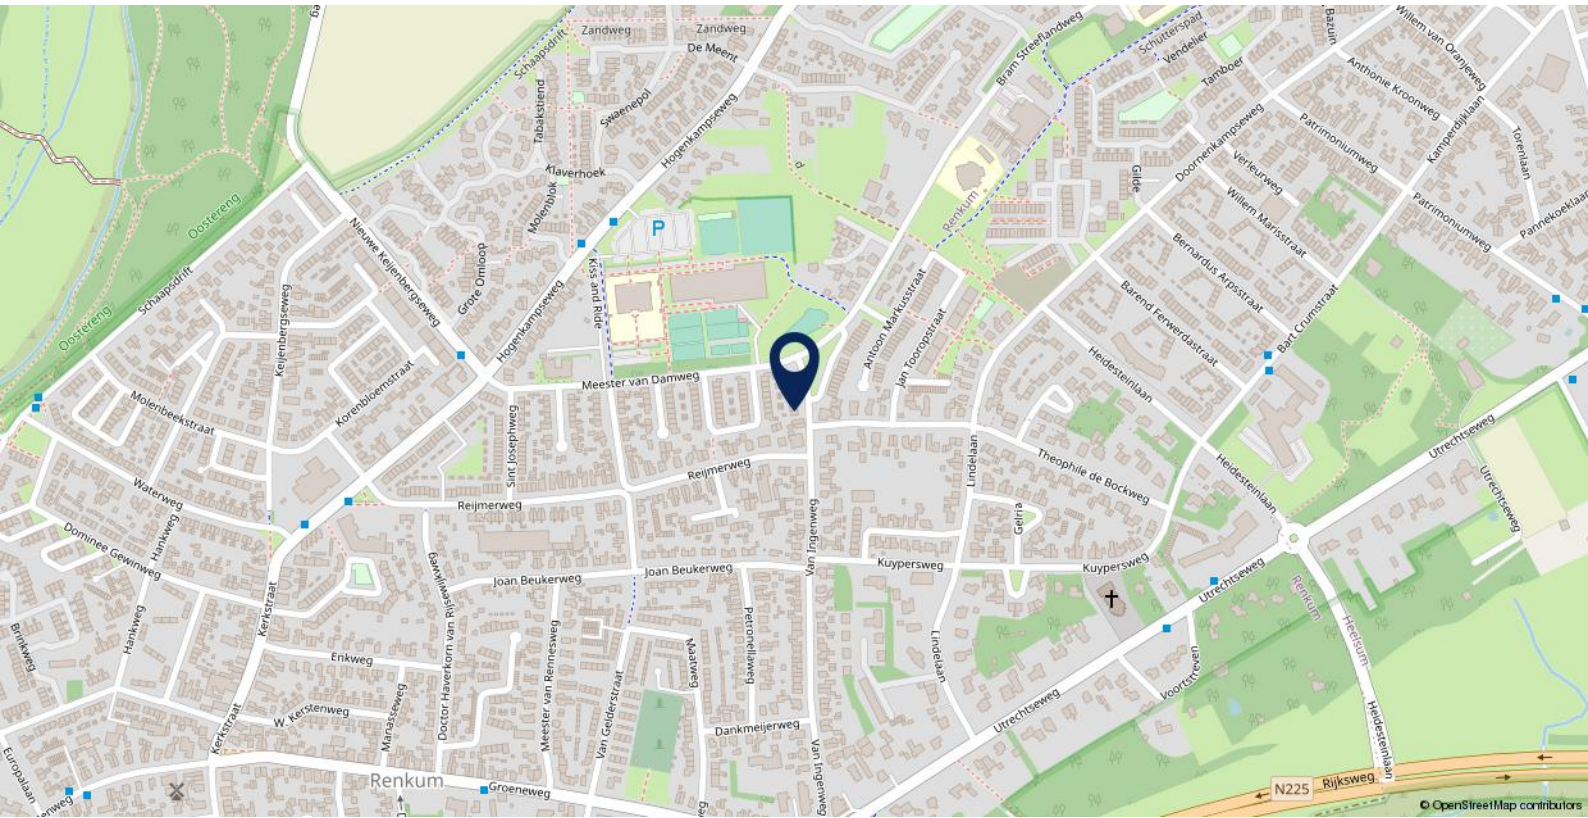 Zandweg
Zandweg
De Meent
Schaapsdrift
Tabakstiend
Swaenepol
Hogenkampseweg
Klaverhoek
Molenblok
Bram Streeflandweg
Schutterspad
Vendelier
Tamboer
Bazuin
Willem van Oranjeweg
Anthonie Kroonweg
Kamperdijklaan
Torenlaan
Patrimoniumweg
Doornenkampseweg
Verleurweg
Gilde
Willem Marisstraat
Patrimoniumweg
Pannekoeklaan
Oostereng
P
Renkum
Nieuwe Keijenbergseweg
Grote Omloop
Kiss and Ride
Bernardus Arpsstraat
Schaapsdrift
Oostereng
Keijenbergseweg
Hogenkampseweg
Antoon Markusstraat
Jan Tooropstraat
Barend Ferwerdastraat
Bart Crumstraat
Heidesteinlaan
Korenbloemstraat
Meester van Damweg
Molenbeekstraat
Sint Josephweg
Reijmerweg
Lindelaan
Theophile de Bockweg
Heidesteinlaan
Utrechtseweg
Utrechtseweg
Waterweg
Reijmerweg
Hankweg
Dominee Gewinweg
Van Ingenweg
Gelria
Kuypersweg
Kuypersweg
Joan Beukerweg
Joan Beukerweg
Utrechtseweg
Renkum
Heelsum
Kerkstraat
Hankweg
Brinkweg
Doctor Haverkorn van Rijsewijkweg
Petronellaweg
Meester van Rennesweg
Maatweg
Enkweg
Lindelaan
Voortstraven
Van Gelderstraat
Utrechtseweg
Heidesteinlaan
W. Kerstenweg
Manasseweg
Kerkstraat
Dankmeijerweg
Van Ingenweg
Europalaan
Renkum
Groeneweg
N225
Rijksweg
© OpenStreetMap contributors